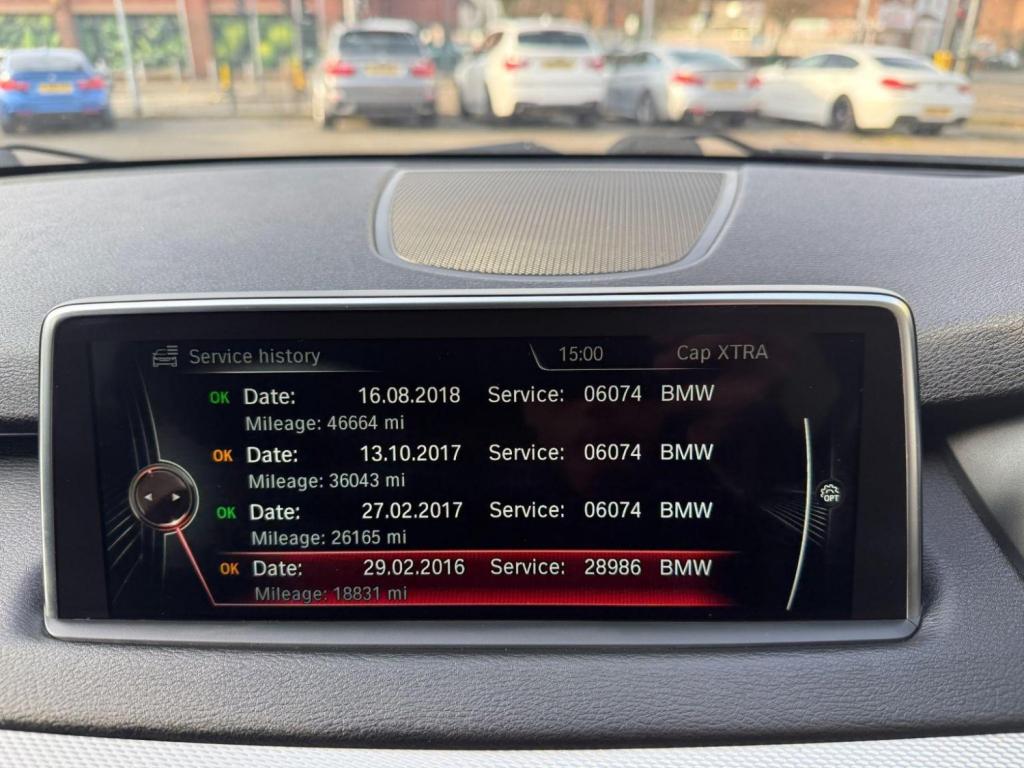 Service history 15:00 Cap XTRA
OK Date: 16.08.2018 Service: 06074 BMW
Mileage: 46664 mi
OK Date: 13.10.2017 Service: 06074 BMW
Mileage: 36043 mi
OK Date: 27.02.2017 Service: 06074 BMW
Mileage: 26165 mi
OK Date: 29.02.2016 Service: 28986 BMW
Mileage: 18831 mi
OPT